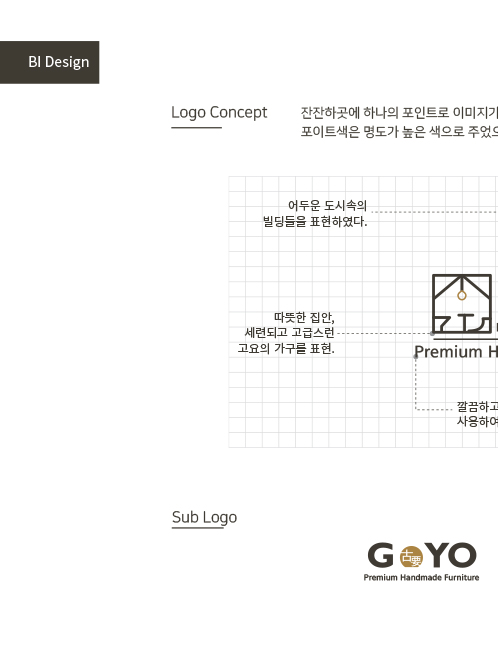 BI Design
Logo Concept
잔잔하곳에 하나의 포인트로 이미지가
포이트색은 명도가 높은 색으로 주었으
어두운 도시속의
빌딩들을 표현하였다.
따뜻한 집안,
세련되고 고급스런
고요의 가구를 표현.
Premium H
깔끔하고
사용하여
Sub Logo
G古要YO
Premium Handmade Furniture